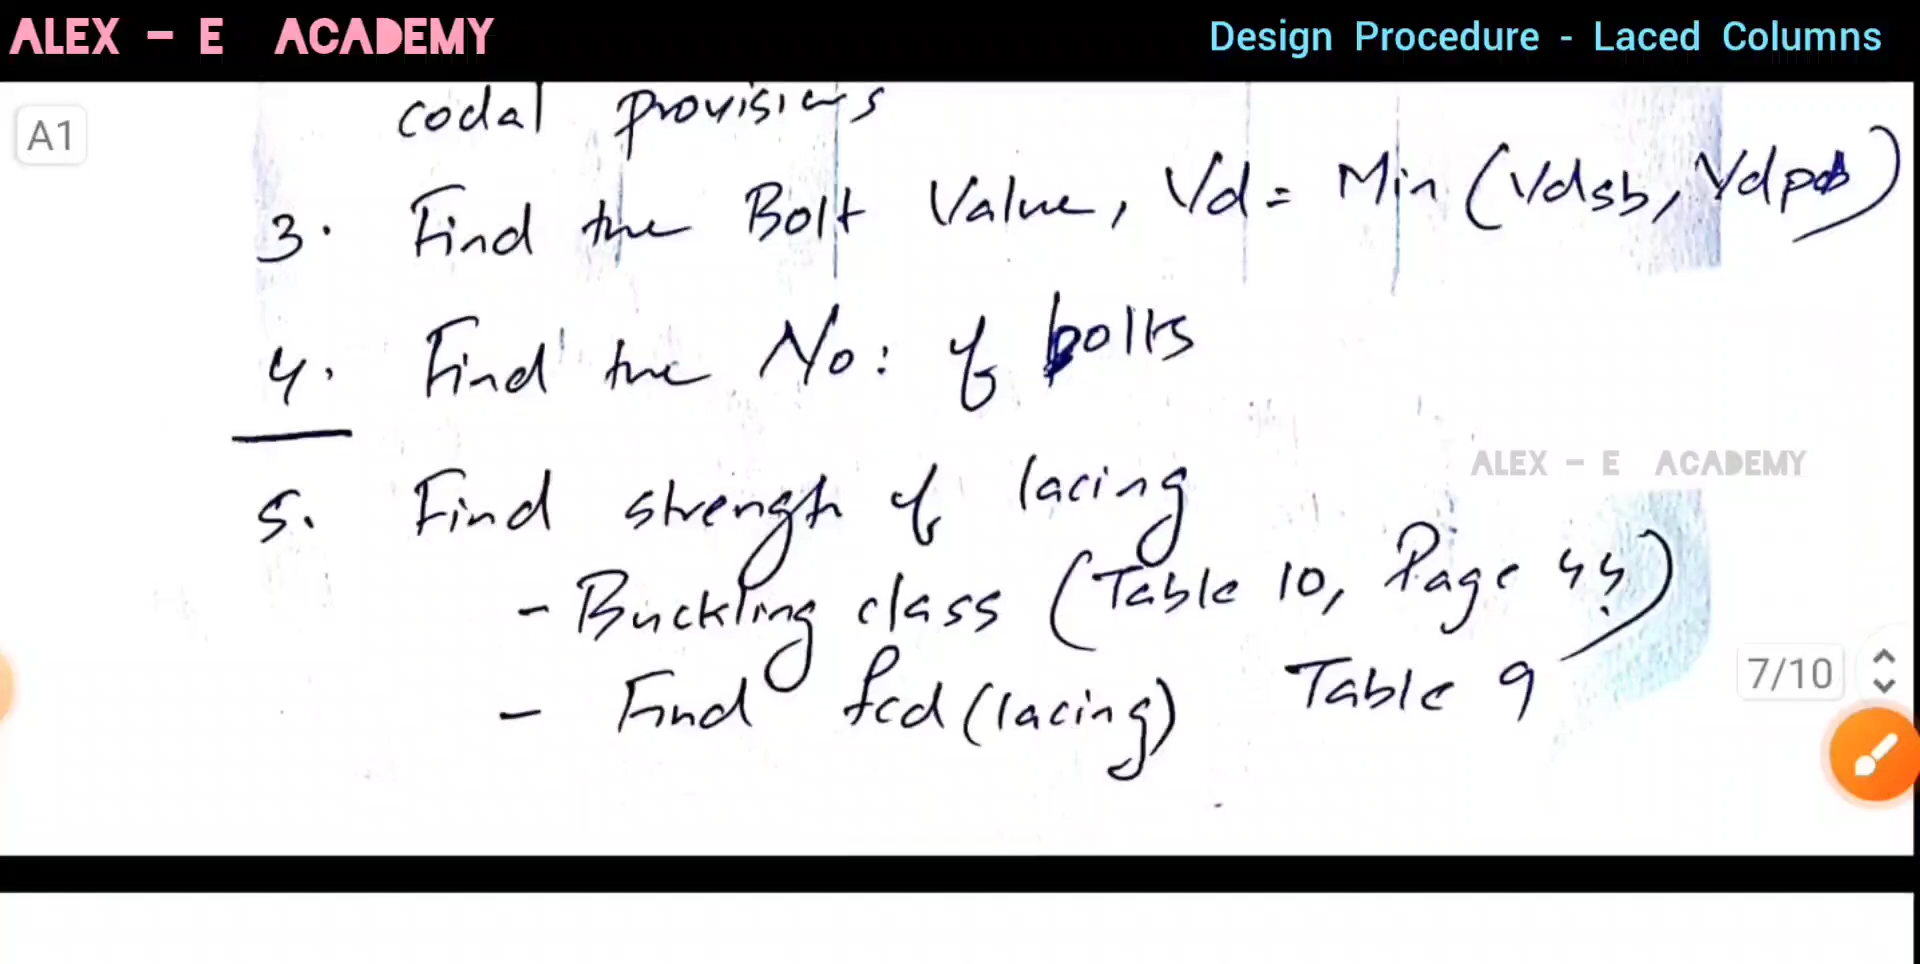 ALEX - E ACADEMY
Design Procedure - Laced Columns
A1
codal provisions
3. Find the Bolt Value, Vd = Min (Vdsb, Vdpb)
4. Find the No: of bolts
ALEX - E ACADEMY
5. Find strength of lacing
- Buckling class (Table 10, Page 44)
- Find fcd (lacing) Table 9
7/10